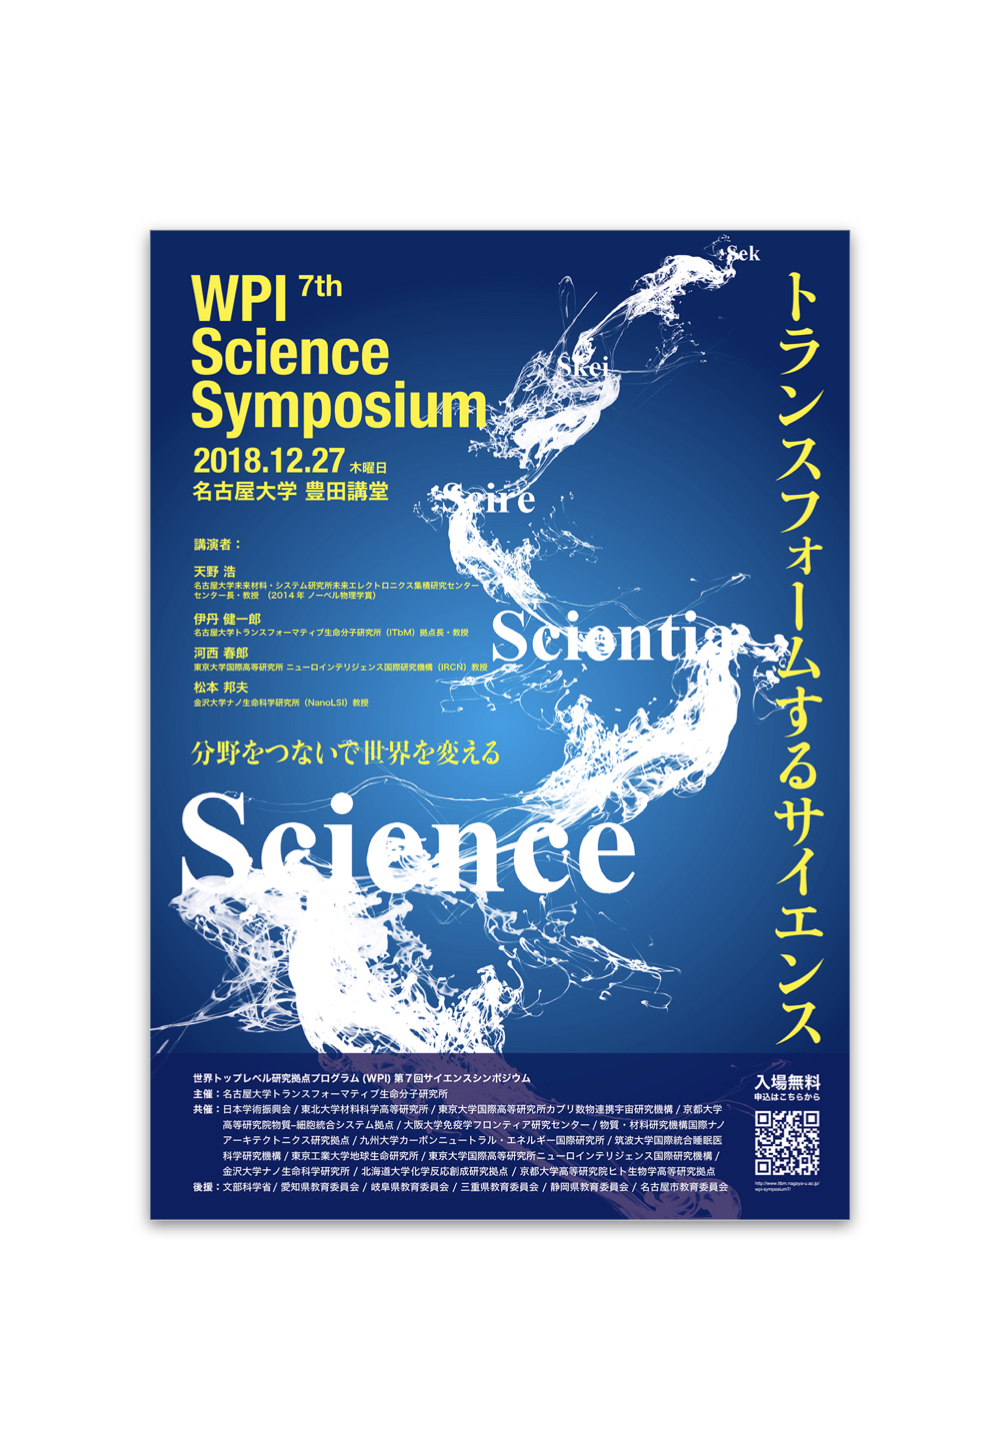 WPI 7th
Science
Symposium
2018.12.27 木曜日
名古屋大学 豊田講堂
講演者：
天野 浩
名古屋大学未来材料・システム研究所未来エレクトロニクス集積研究センター
センター長・教授 （2014 年 ノーベル物理学賞）
伊丹 健一郎
名古屋大学トランスフォーマティブ生命分子研究所（ITbM）拠点長・教授
河西 春郎
東京大学国際高等研究所 ニューロインテリジェンス国際研究機構（IRCN）教授
松本 邦夫
金沢大学ナノ生命科学研究所（NanoLSI）教授
分野をつないで世界を変える
Sek
Skei
Scire
Scientia
Science
トランスフォームするサイエンス
世界トップレベル研究拠点プログラム (WPI) 第７回サイエンスシンポジウム
主催：名古屋大学トランスフォーマティブ生命分子研究所
共催：日本学術振興会 / 東北大学材料科学高等研究所 / 東京大学国際高等研究所カブリ数物連携宇宙研究機構 / 京都大学
高等研究院物質–細胞統合システム拠点 / 大阪大学免疫学フロンティア研究センター / 物質・材料研究機構国際ナノ
アーキテクトニクス研究拠点 / 九州大学カーボンニュートラル・エネルギー国際研究所 / 筑波大学国際統合睡眠医
科学研究機構 / 東京工業大学地球生命研究所 / 東京大学国際高等研究所ニューロインテリジェンス国際研究機構 /
金沢大学ナノ生命科学研究所 / 北海道大学化学反応創成研究拠点 / 京都大学高等研究院ヒト生物学高等研究拠点
後援：文部科学省 / 愛知県教育委員会 / 岐阜県教育委員会 / 三重県教育委員会 / 静岡県教育委員会 / 名古屋市教育委員会
入場無料
申込はこちらから
http://www.itbm.nagoya-u.ac.jp/
wpi-symposium7/